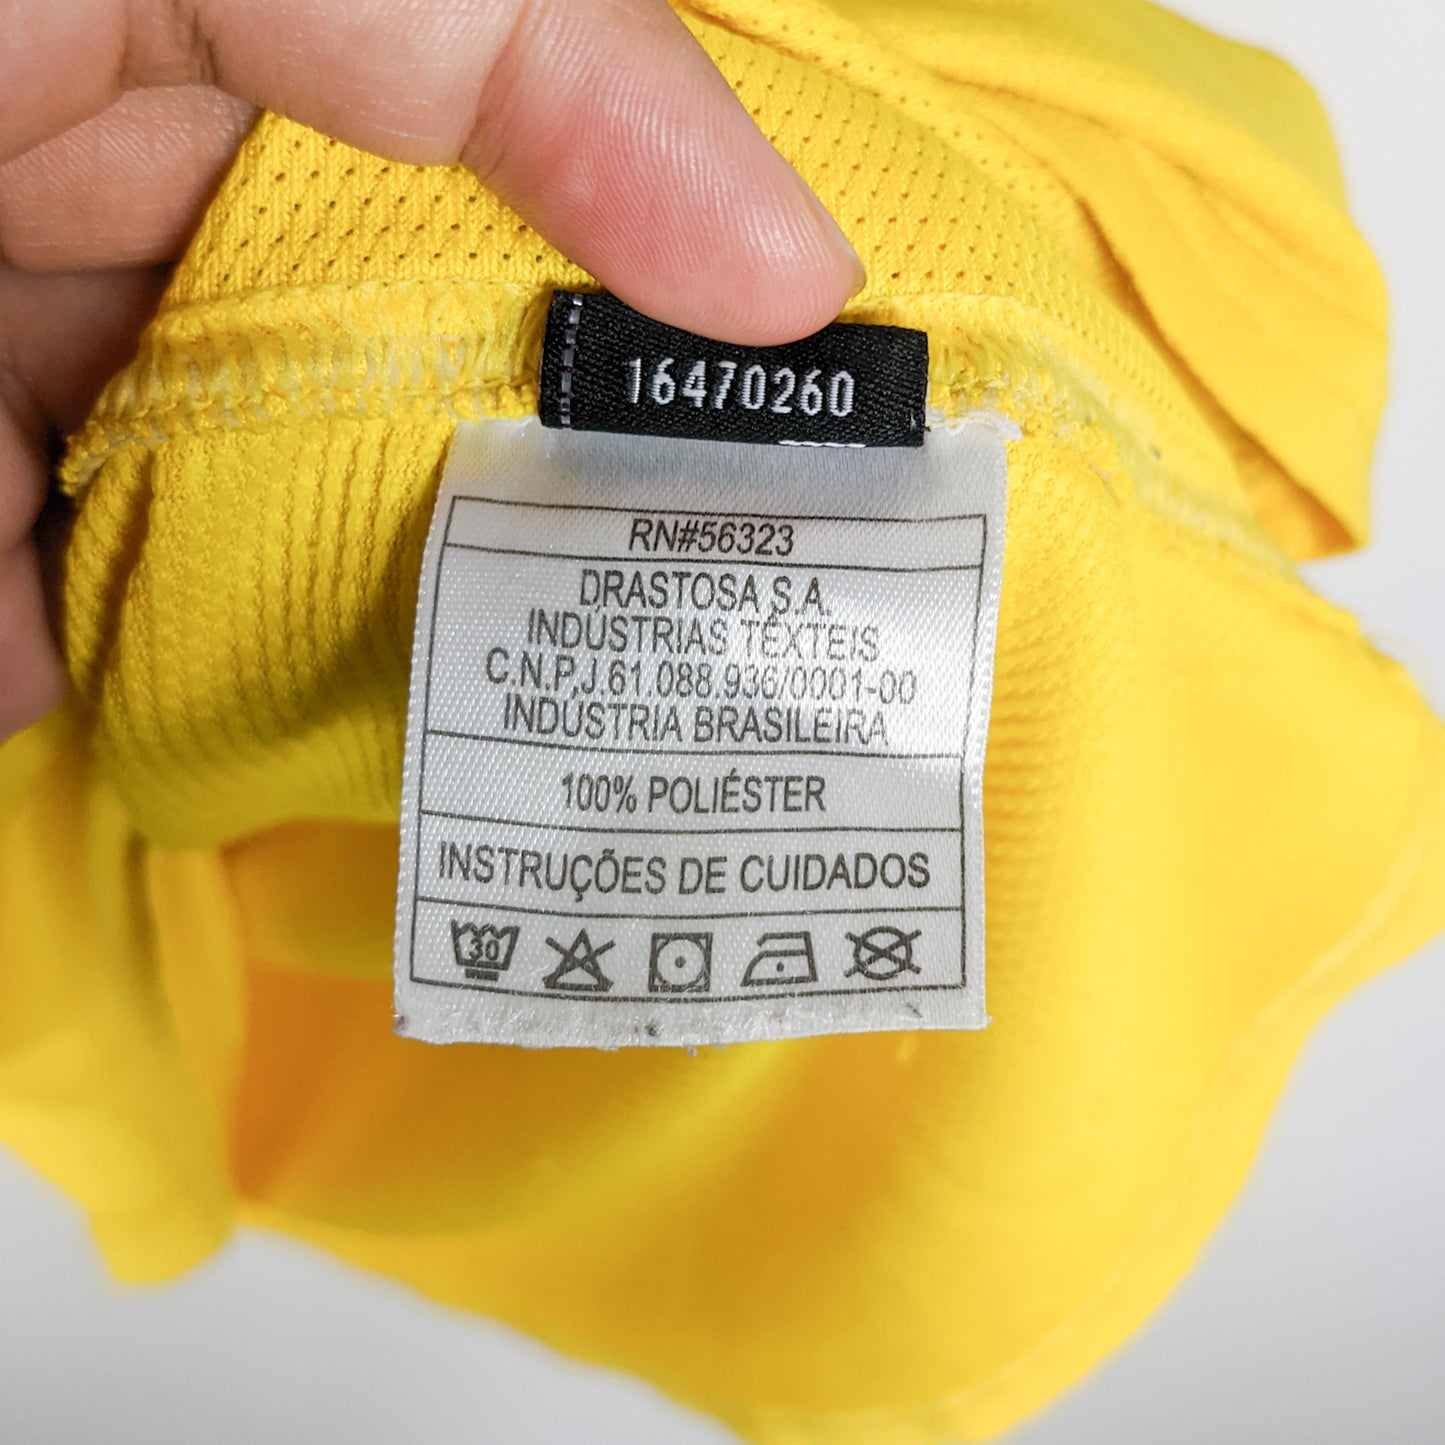 16470260
RN#56323
DRASTOSA S.A.
INDÚSTRIAS TÊXTEIS
C.N.P.J.61.088.936/0001-00
INDÚSTRIA BRASILEIRA
100% POLIÉSTER
INSTRUÇÕES DE CUIDADOS
30